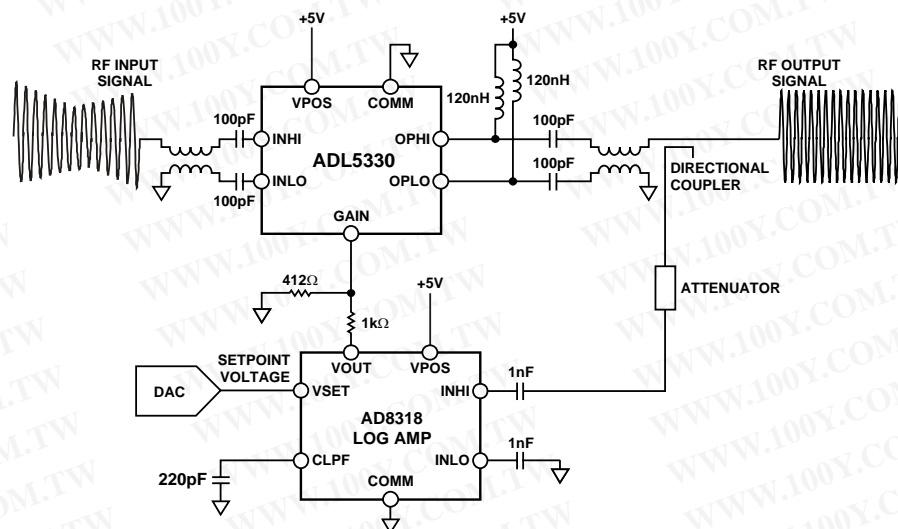 +5V
+5V
RF INPUT
SIGNAL
RF OUTPUT
SIGNAL
120nH
120nH
VPOS
COMM
100pF
INHI
OPHI
100pF
ADL5330
DIRECTIONAL
COUPLER
100pF
INLO
OPLO
100pF
GAIN
412Ω
+5V
ATTENUATOR
1kΩ
SETPOINT
VOLTAGE
VOUT
VPOS
1nF
DAC
VSET
INHI
AD8318
LOG AMP
1nF
220pF
CLPF
INLO
COMM
WWW.100Y.COM.TW